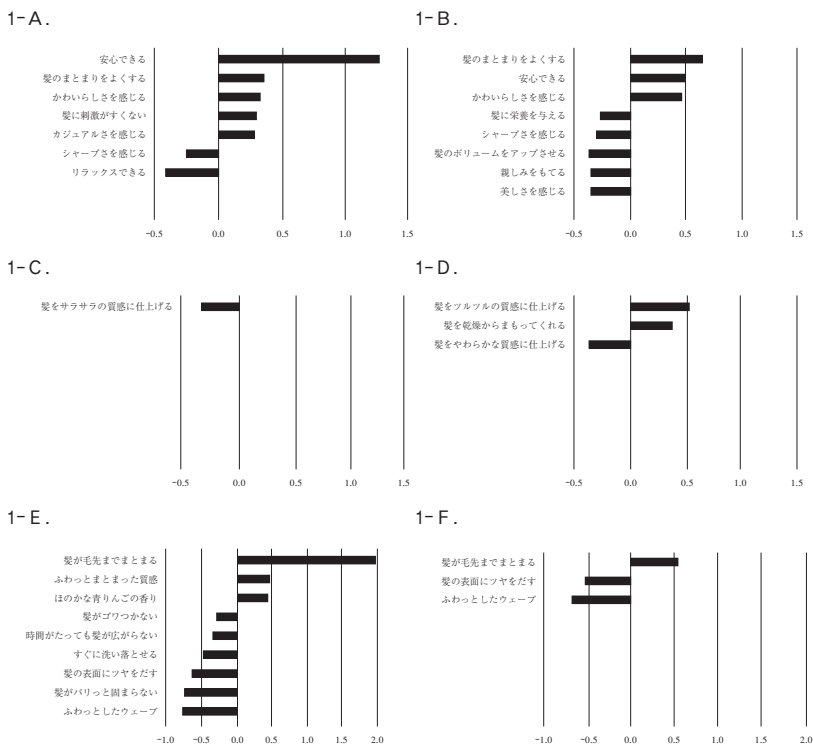 1-A.
安心できる
髪のまとまりをよくする
かわいらしさを感じる
髪に刺激がすくない
カジュアルさを感じる
シャープさを感じる
リラックスできる
-0.5 0.0 0.5 1.0 1.5
1-B.
髪のまとまりをよくする
安心できる
かわいらしさを感じる
髪に栄養を与える
シャープさを感じる
髪のボリュームをアップさせる
親しみをもてる
美しさを感じる
-0.5 0.0 0.5 1.0 1.5
1-C.
髪をサラサラの質感に仕上げる
-0.5 0.0 0.5 1.0 1.5
1-D.
髪をツルツルの質感に仕上げる
髪を乾燥からまもってくれる
髪をやわらかな質感に仕上げる
-0.5 0.0 0.5 1.0 1.5
1-E.
髪が毛先までまとまる
ふわっとまとまった質感
ほのかな青りんごの香り
髪がゴワつかない
時間がたっても髪が広がらない
すぐに洗い落とせる
髪の表面にツヤをだす
髪がパリっと固まらない
ふわっとしたウェーブ
-1.0 -0.5 0.0 0.5 1.0 1.5 2.0
1-F.
髪が毛先までまとまる
髪の表面にツヤをだす
ふわっとしたウェーブ
-1.0 -0.5 0.0 0.5 1.0 1.5 2.0